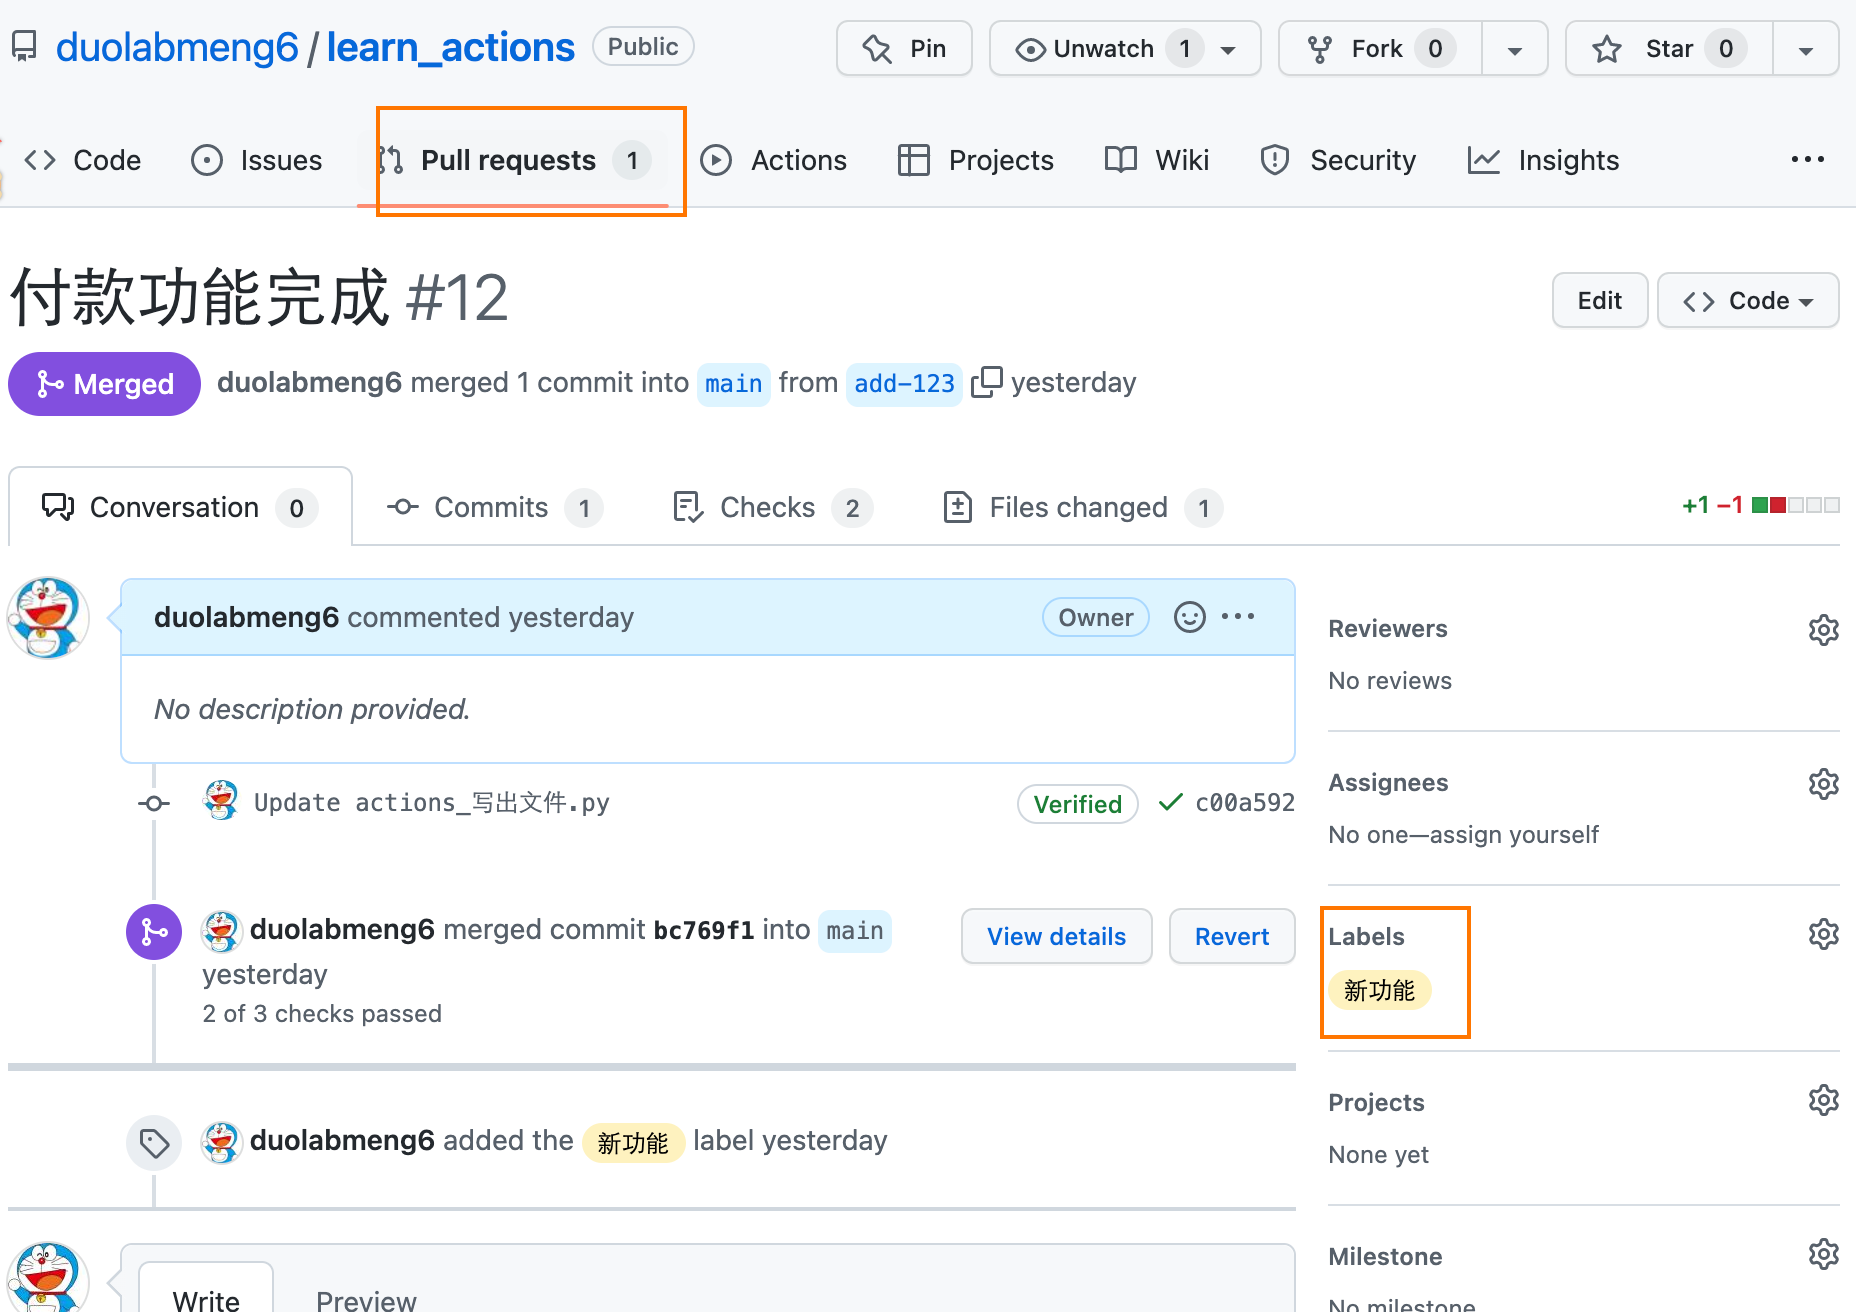 duolabmeng6 / learn_actions Public Pin Unwatch 1 Fork 0 Star 0
Code Issues Pull requests 1 Actions Projects Wiki Security Insights
付款功能完成 #12 Edit Code
Merged duolabmeng6 merged 1 commit into main from add-123 yesterday
Conversation 0 Commits 1 Checks 2 Files changed 1 +1 −1
duolabmeng6 commented yesterday Owner
No description provided.
Update actions_写出文件.py Verified c00a592
duolabmeng6 merged commit bc769f1 into main View details Revert
yesterday
2 of 3 checks passed
duolabmeng6 added the 新功能 label yesterday
Write Preview
Reviewers
No reviews
Assignees
No one—assign yourself
Labels
新功能
Projects
None yet
Milestone
No milestone